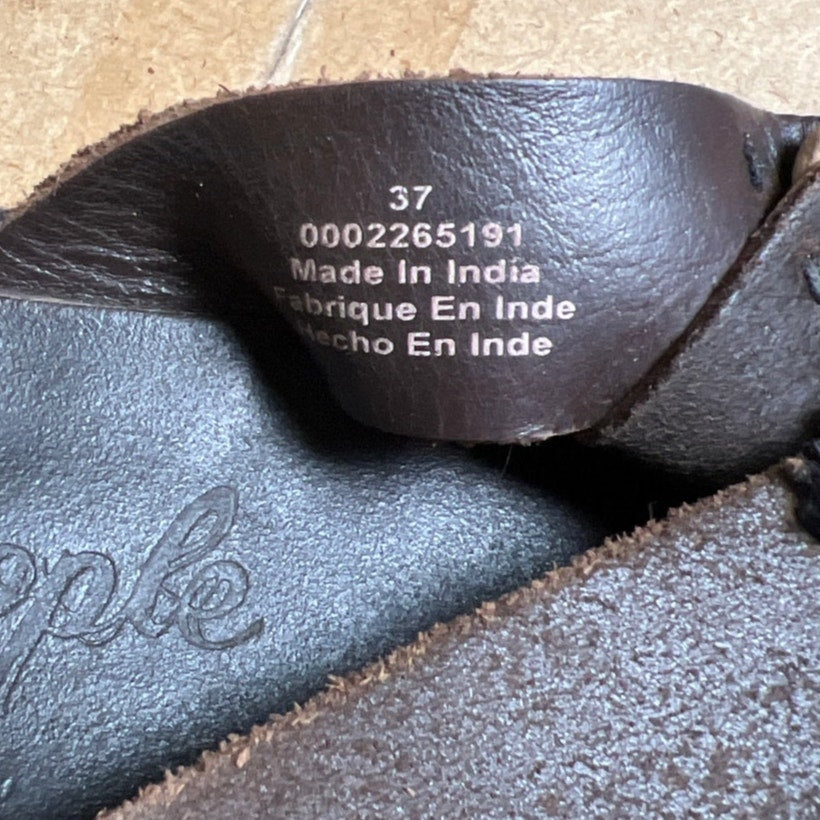 37
0002265191
Made In India
Fabrique En Inde
Hecho En Inde
ople